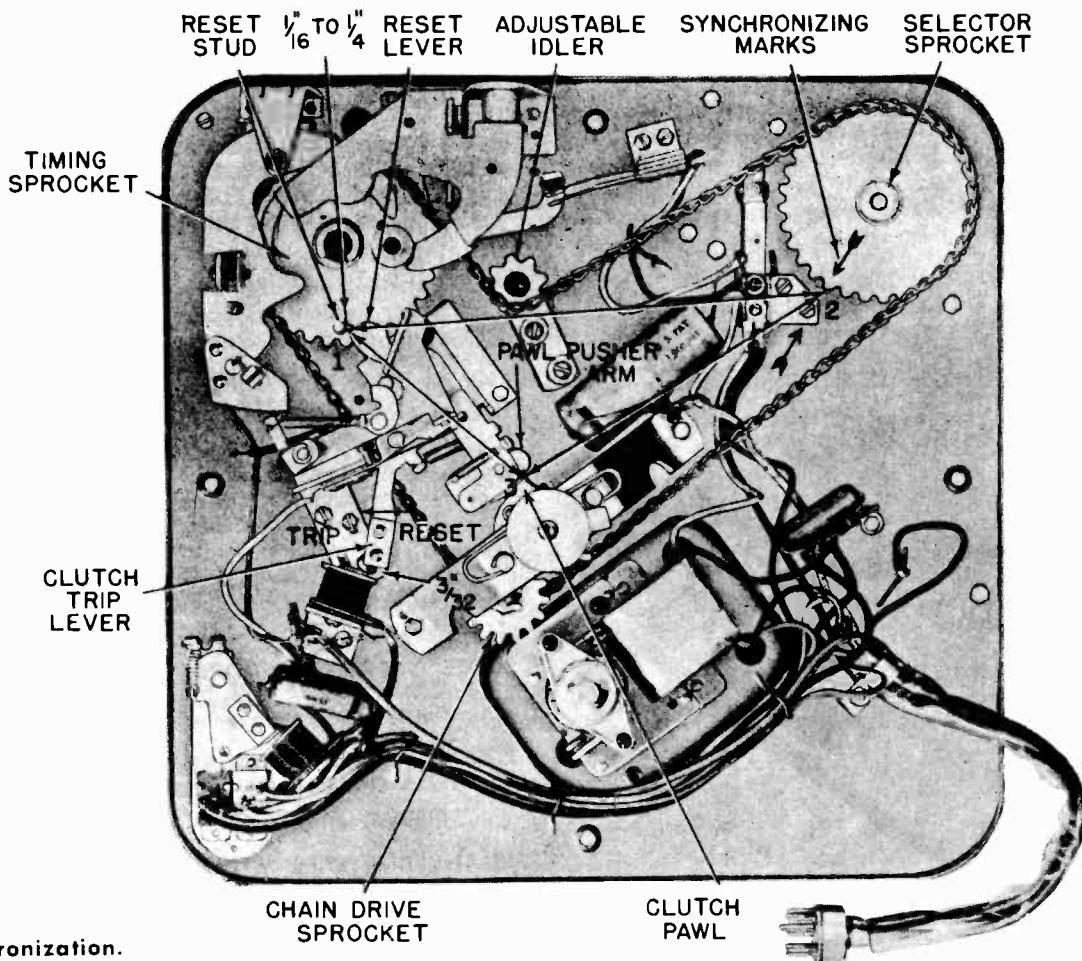 RESET
STUD
1/16" TO 1/4"
RESET
LEVER
ADJUSTABLE
IDLER
SYNCHRONIZING
MARKS
SELECTOR
SPROCKET
TIMING
SPROCKET
1
2
PAWL PUSHER
ARM
3
TRIP
RESET
3/32"
CLUTCH
TRIP
LEVER
CHAIN DRIVE
SPROCKET
CLUTCH
PAWL
ronization.